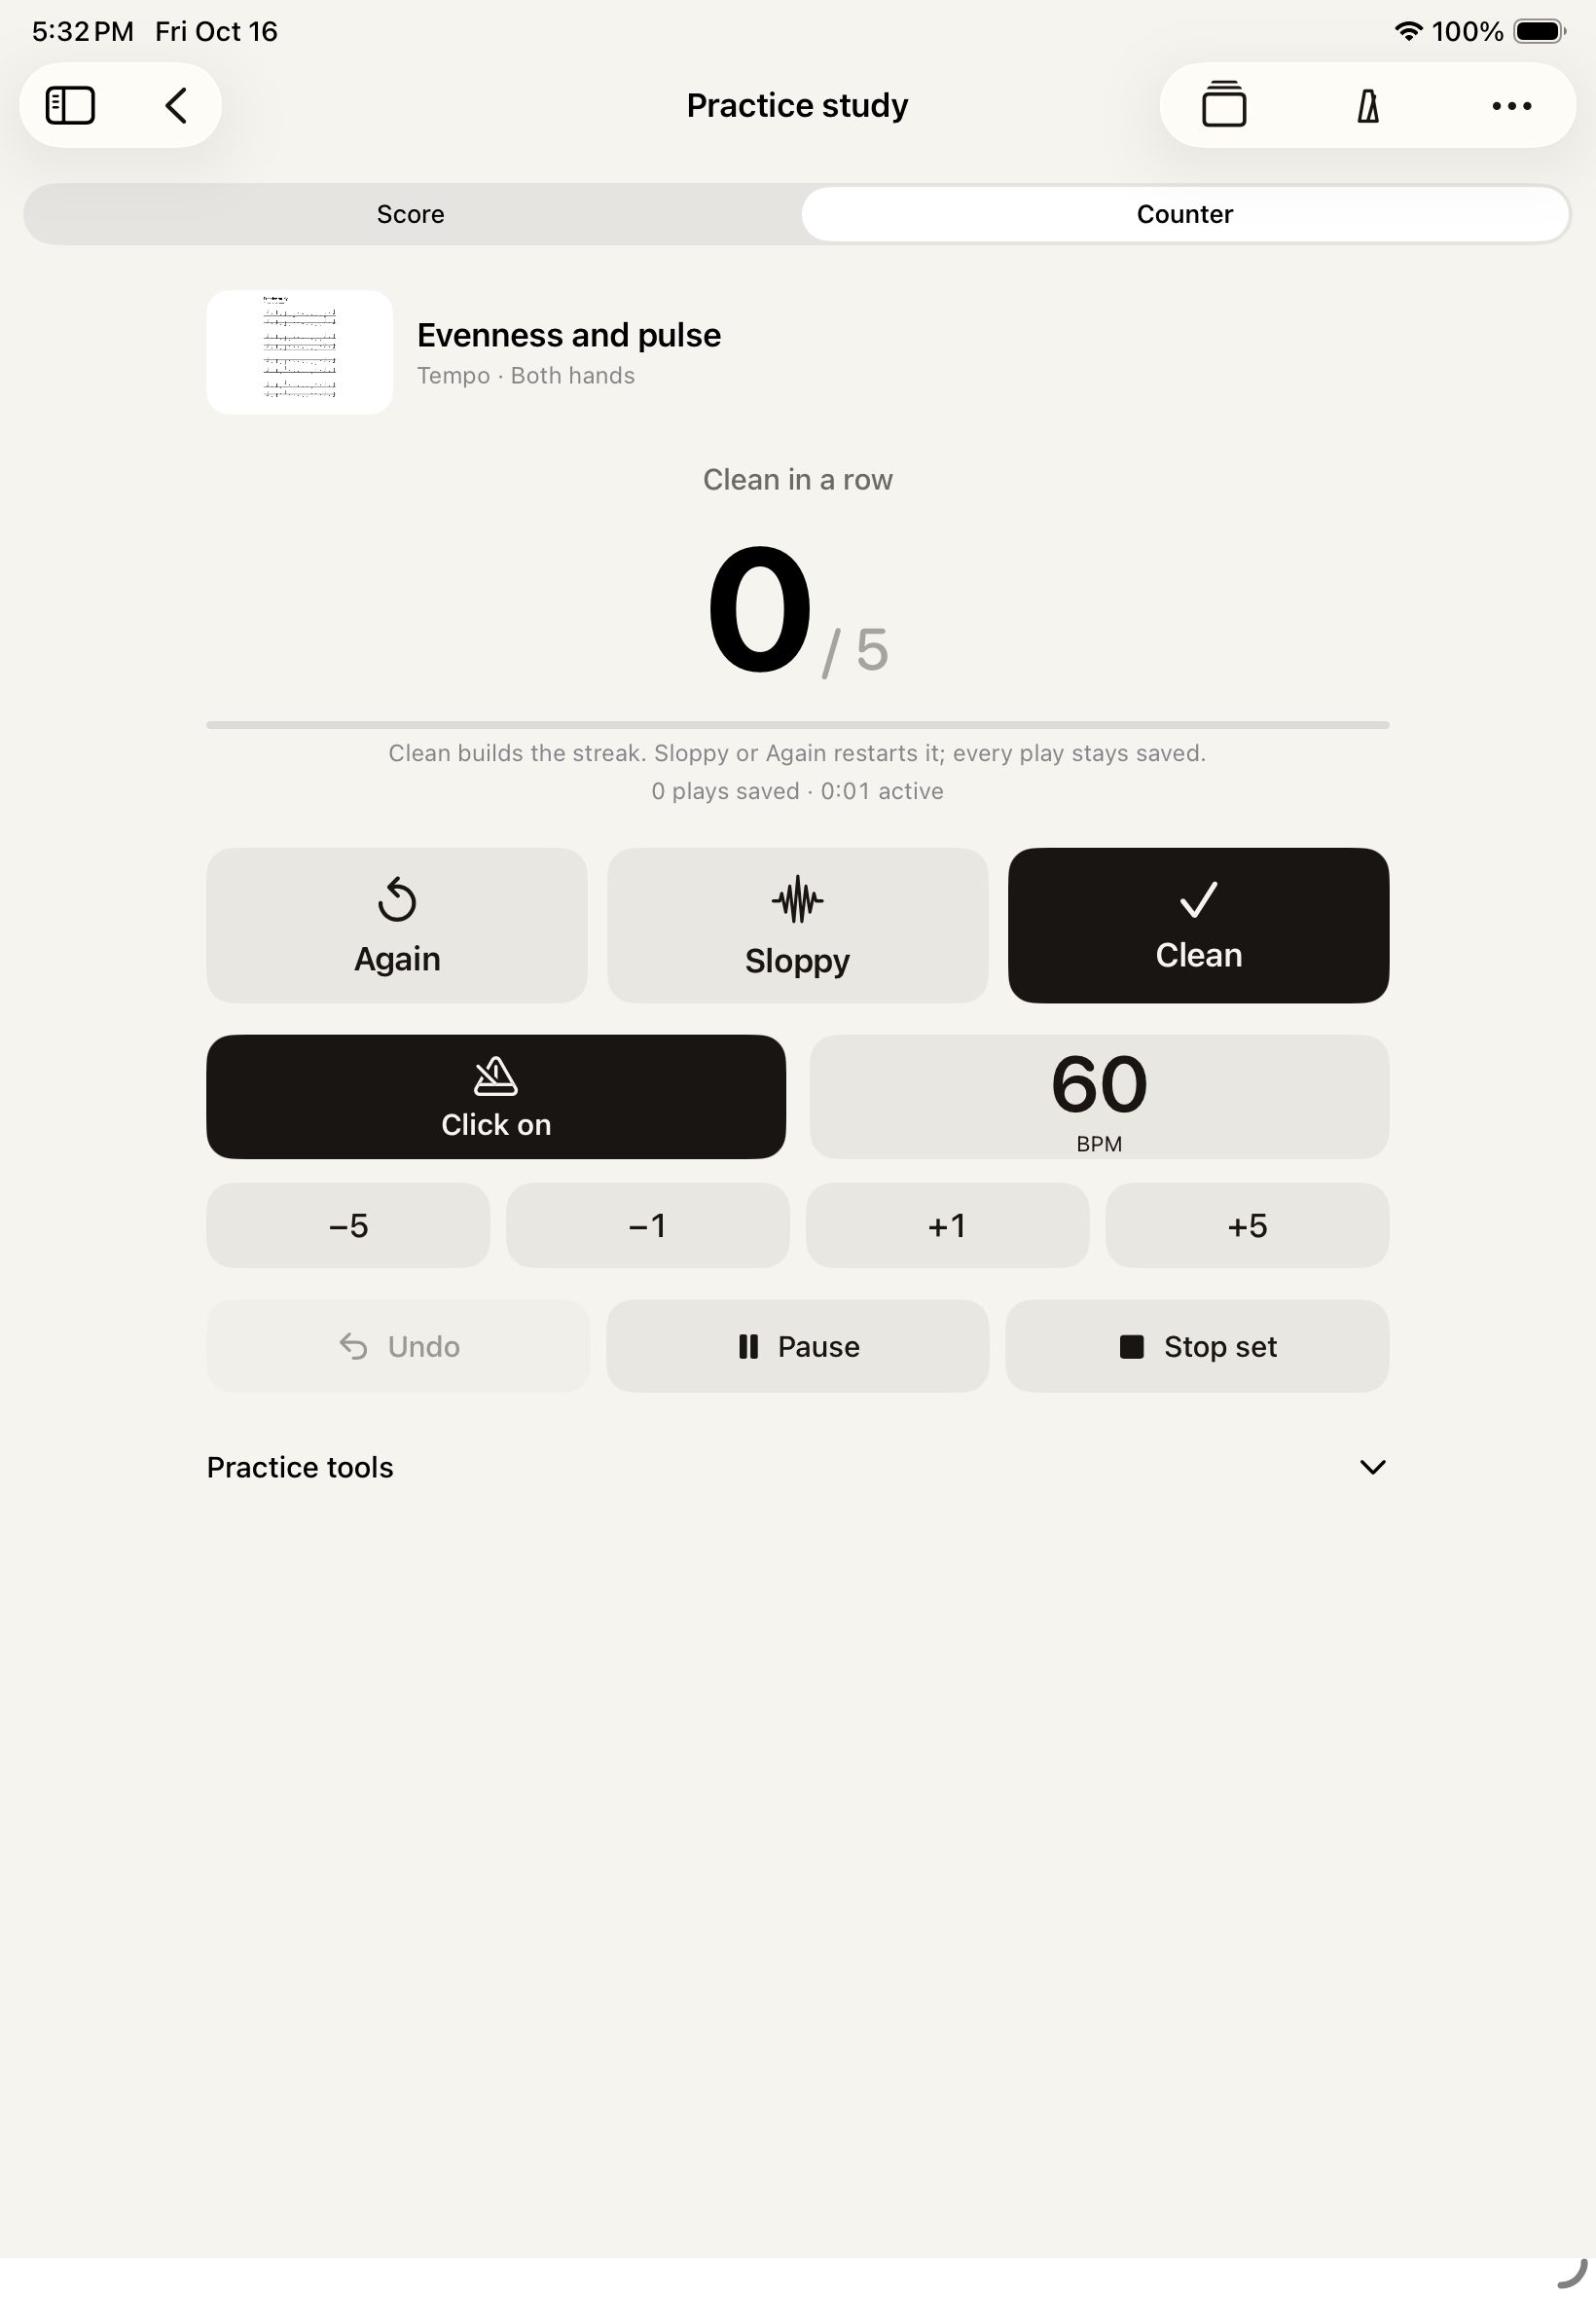 5:32 PM Fri Oct 16
100%
Practice study
Score
Counter
Evenness and pulse
Tempo · Both hands
Clean in a row
0 / 5
Clean builds the streak. Sloppy or Again restarts it; every play stays saved.
0 plays saved · 0:01 active
Again
Sloppy
Clean
Click on
60
BPM
−5
−1
+1
+5
Undo
Pause
Stop set
Practice tools